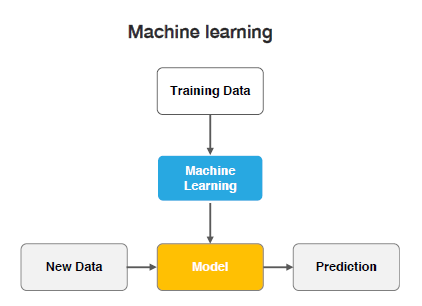 Machine learning
Training Data
Machine
Learning
New Data
Model
Prediction